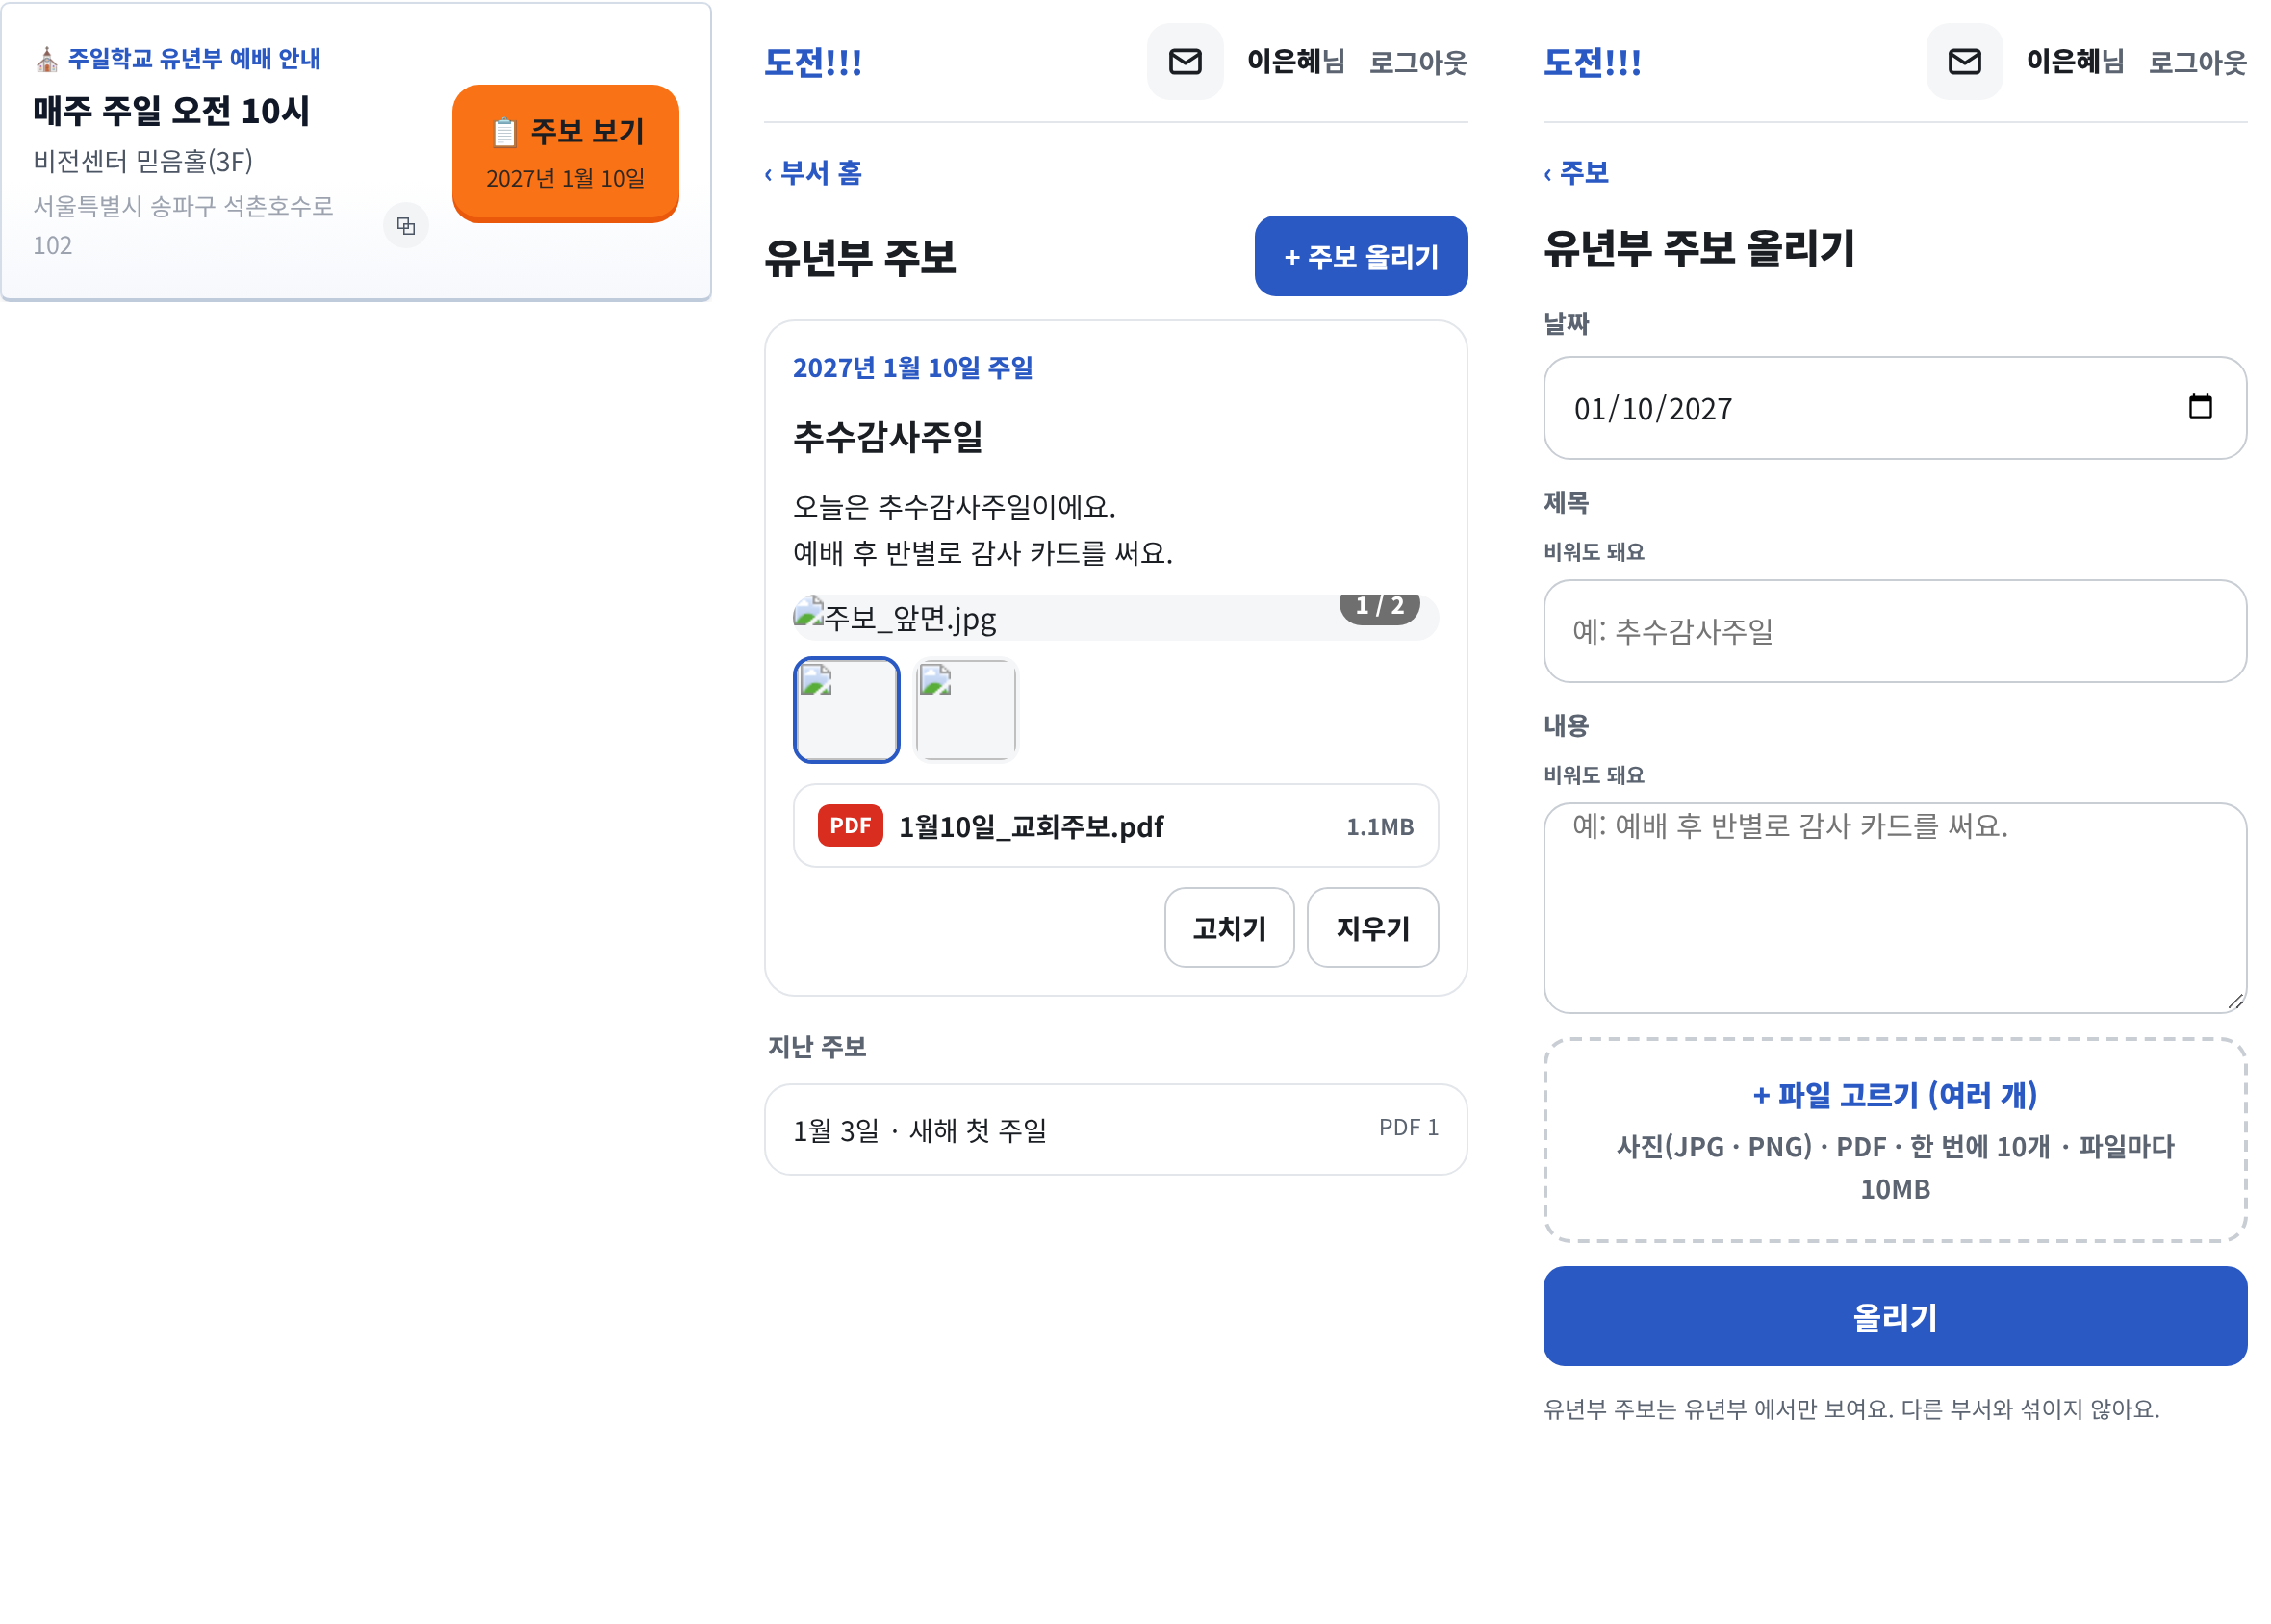 주일학교 유년부 예배 안내
매주 주일 오전 10시
비전센터 믿음홀(3F)
서울특별시 송파구 석촌호수로
102
주보 보기
2027년 1월 10일
도전!!!
이은혜님 로그아웃
‹ 부서 홈
유년부 주보
+ 주보 올리기
2027년 1월 10일 주일
추수감사주일
오늘은 추수감사주일이에요.
예배 후 반별로 감사 카드를 써요.
주보_앞면.jpg
1 / 2
PDF 1월10일_교회주보.pdf 1.1MB
고치기 지우기
지난 주보
1월 3일 · 새해 첫 주일 PDF 1
도전!!!
이은혜님 로그아웃
‹ 주보
유년부 주보 올리기
날짜
01/10/2027
제목
비워도 돼요
예: 추수감사주일
내용
비워도 돼요
예: 예배 후 반별로 감사 카드를 써요.
+ 파일 고르기 (여러 개)
사진(JPG · PNG) · PDF · 한 번에 10개 · 파일마다
10MB
올리기
유년부 주보는 유년부 에서만 보여요. 다른 부서와 섞이지 않아요.